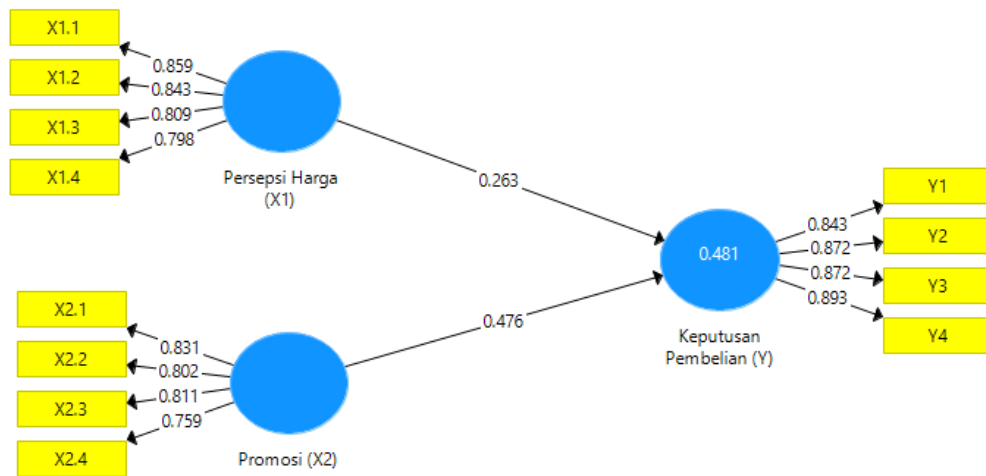 X1.1
X1.2
X1.3
X1.4
0.859
0.843
0.809
0.798
Persepsi Harga
(X1)
0.263
X2.1
X2.2
X2.3
X2.4
0.831
0.802
0.811
0.759
Promosi (X2)
0.476
0.481
Keputusan
Pembelian (Y)
0.843
0.872
0.872
0.893
Y1
Y2
Y3
Y4